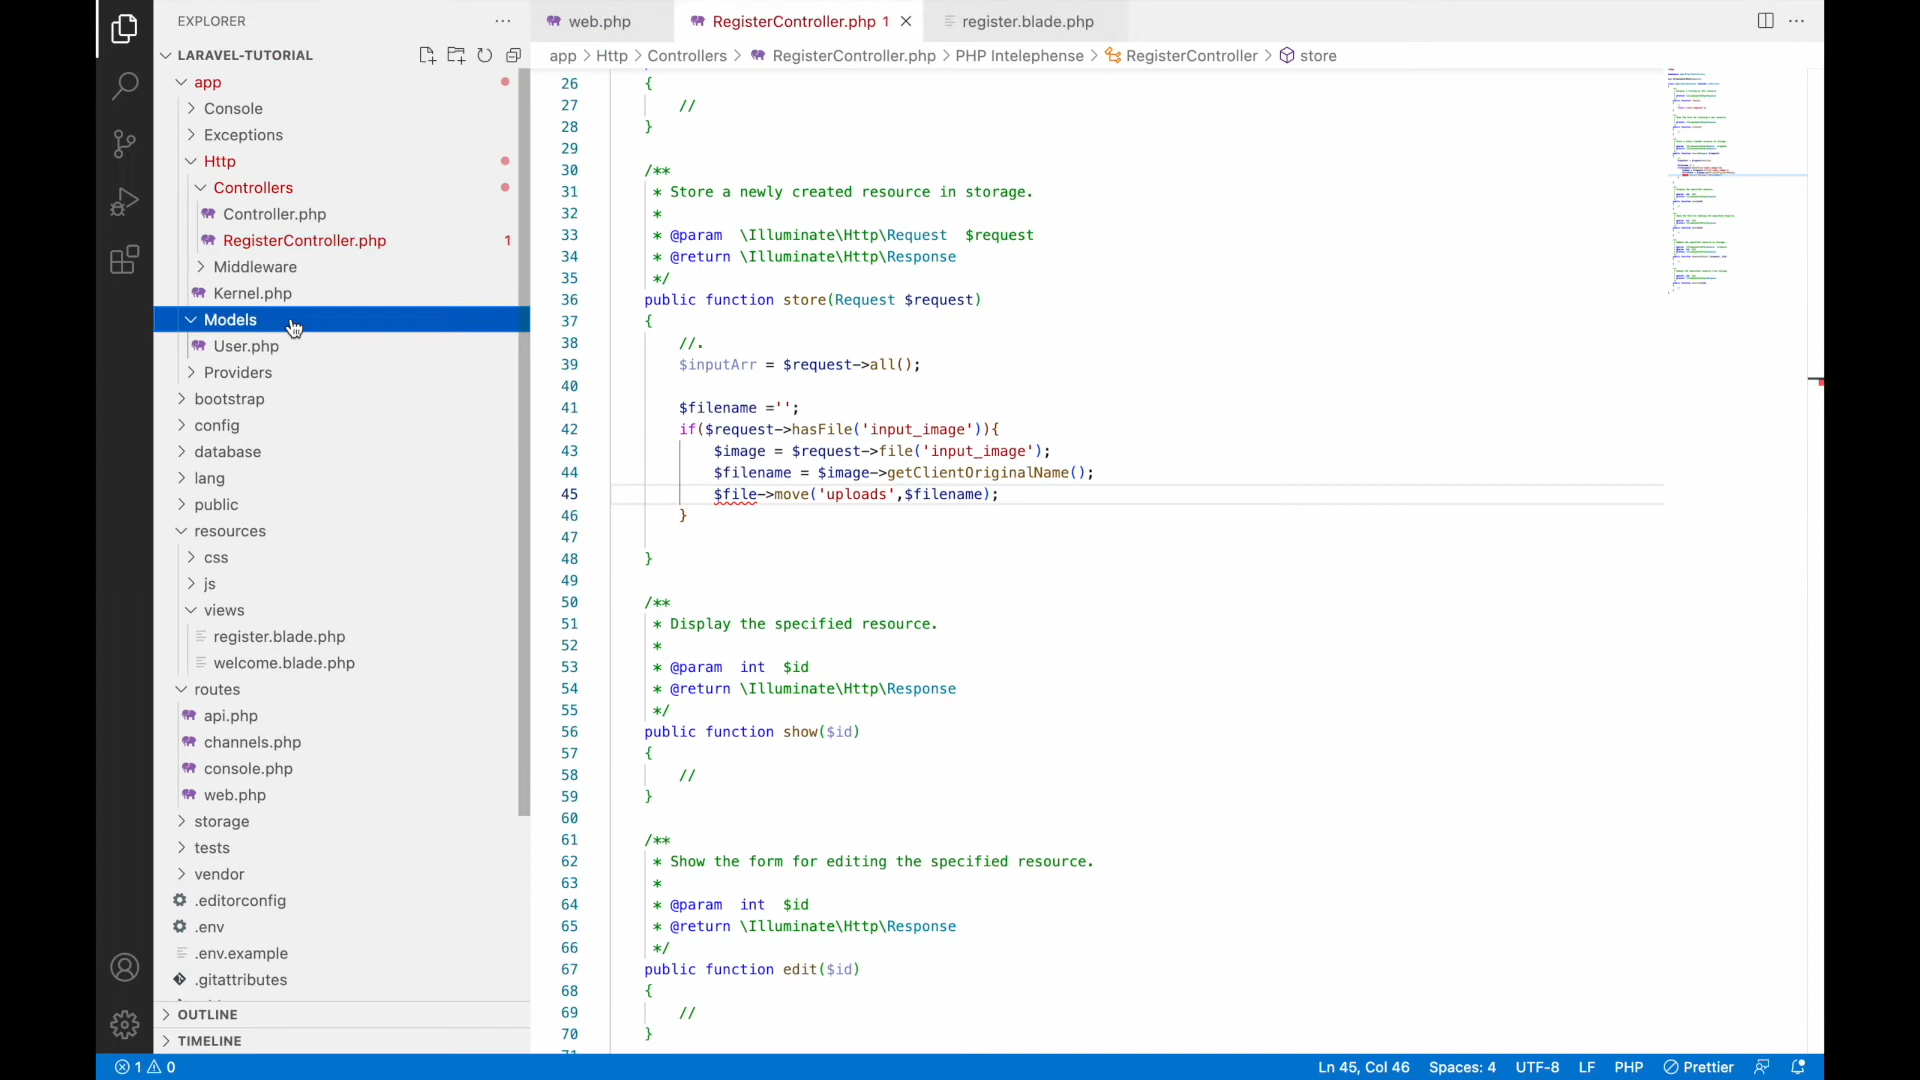 EXPLORER
LARAVEL-TUTORIAL
app
Console
Exceptions
Http
Controllers
Controller.php
RegisterController.php 1
Middleware
Kernel.php
Models
User.php
Providers
bootstrap
config
database
lang
public
resources
css
js
views
register.blade.php
welcome.blade.php
routes
api.php
channels.php
console.php
web.php
storage
tests
vendor
.editorconfig
.env
.env.example
.gitattributes
OUTLINE
TIMELINE
web.php
RegisterController.php 1
register.blade.php
app > Http > Controllers > RegisterController.php > PHP Intelephense > RegisterController > store
26 {
27 //
28 }
29
30 /**
31 * Store a newly created resource in storage.
32 *
33 * @param  \Illuminate\Http\Request  $request
34 * @return \Illuminate\Http\Response
35 */
36 public function store(Request $request)
37 {
38 //.
39 $inputArr = $request->all();
40
41 $filename ='';
42 if($request->hasFile('input_image')){
43 $image = $request->file('input_image');
44 $filename = $image->getClientOriginalName();
45 $file->move('uploads',$filename);
46 }
47
48 }
49
50 /**
51 * Display the specified resource.
52 *
53 * @param  int  $id
54 * @return \Illuminate\Http\Response
55 */
56 public function show($id)
57 {
58 //
59 }
60
61 /**
62 * Show the form for editing the specified resource.
63 *
64 * @param  int  $id
65 * @return \Illuminate\Http\Response
66 */
67 public function edit($id)
68 {
69 //
70 }
1 0
Ln 45, Col 46 Spaces: 4 UTF-8 LF PHP Prettier